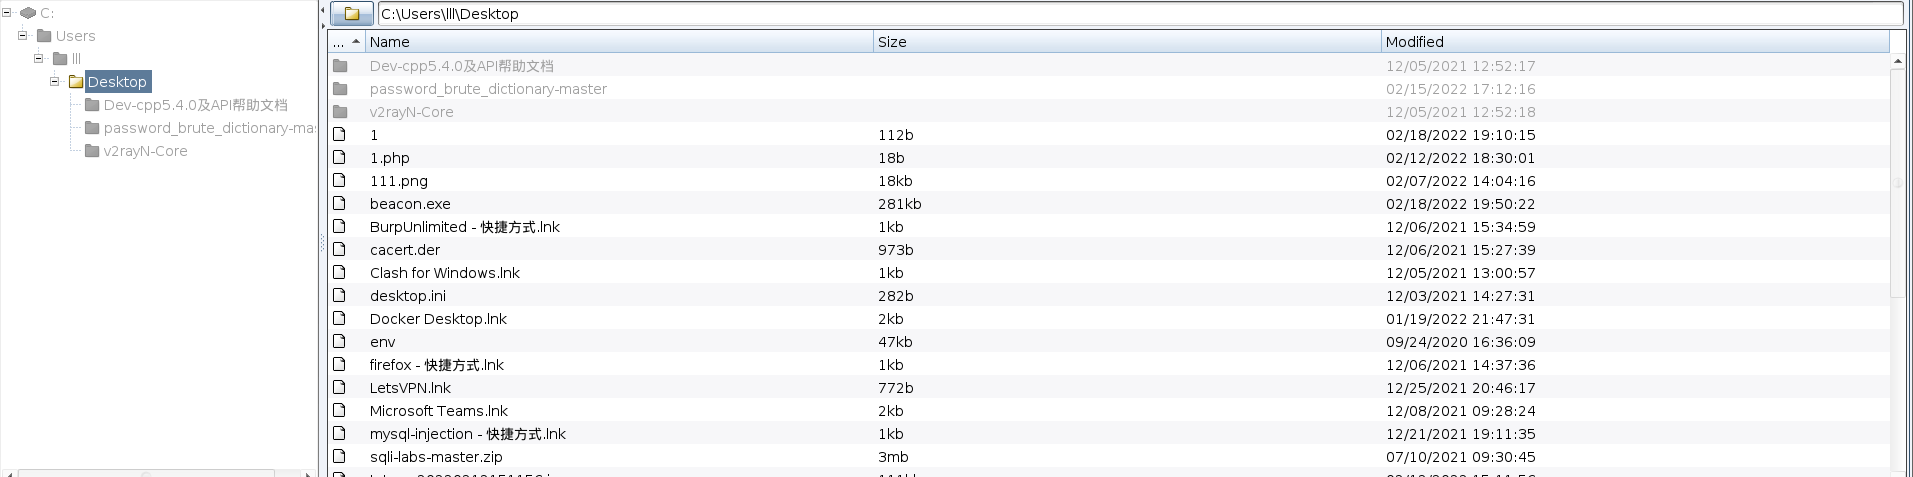 C:
Users
lll
Desktop
Dev-cpp5.4.0及API帮助文档
password_brute_dictionary-ma
v2rayN-Core
C:\Users\lll\Desktop
... Name Size Modified
Dev-cpp5.4.0及API帮助文档 12/05/2021 12:52:17
password_brute_dictionary-master 02/15/2022 17:12:16
v2rayN-Core 12/05/2021 12:52:18
1 112b 02/18/2022 19:10:15
1.php 18b 02/12/2022 18:30:01
111.png 18kb 02/07/2022 14:04:16
beacon.exe 281kb 02/18/2022 19:50:22
BurpUnlimited - 快捷方式.lnk 1kb 12/06/2021 15:34:59
cacert.der 973b 12/06/2021 15:27:39
Clash for Windows.lnk 1kb 12/05/2021 13:00:57
desktop.ini 282b 12/03/2021 14:27:31
Docker Desktop.lnk 2kb 01/19/2022 21:47:31
env 47kb 09/24/2020 16:36:09
firefox - 快捷方式.lnk 1kb 12/06/2021 14:37:36
LetsVPN.lnk 772b 12/25/2021 20:46:17
Microsoft Teams.lnk 2kb 12/08/2021 09:28:24
mysql-injection - 快捷方式.lnk 1kb 12/21/2021 19:11:35
sqli-labs-master.zip 3mb 07/10/2021 09:30:45